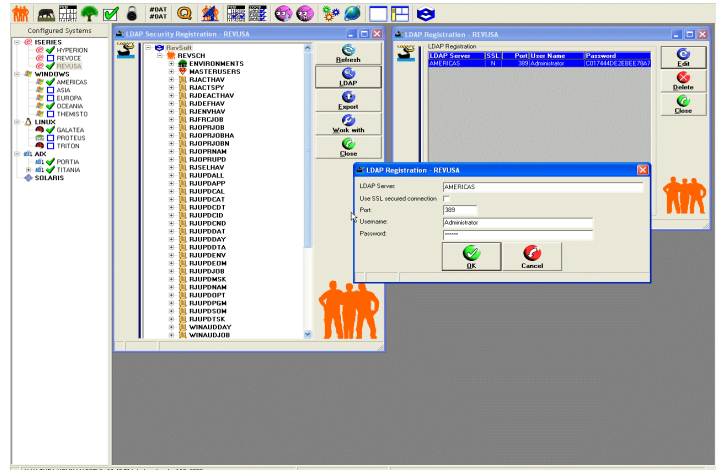 #DAT
#DAT
Configured Systems
ISERIES
HYPERION
REVOCE
REVUSA
WINDOWS
AMERICAS
ASIA
EUROPA
OCEANIA
THEMISTO
LINUX
GALATEA
PROTEUS
TRITON
AIX
PORTIA
TITANIA
SOLARIS
LDAP Security Registration - REVUSA
RevSoft
REVSCH
ENVIRONMENTS
MASTERUSERS
RJACTHAV
RJACTSPY
RJDEACTHAV
RJDEFHAV
RJENVHAV
RJFRCJOB
RJOPRJOB
RJOPRJOBHA
RJOPRJOBN
RJOPRNAM
RJOPRUPD
RJSELHAV
RJUPDALL
RJUPDAPP
RJUPDCAL
RJUPDCAT
RJUPDCDT
RJUPDCID
RJUPDCND
RJUPDDAT
RJUPDDAY
RJUPDDTA
RJUPDENV
RJUPDEOM
RJUPDJOB
RJUPDMSK
RJUPDNAM
RJUPDOPT
RJUPDPGM
RJUPDSOM
RJUPDTSK
WINAUDDAY
WINAUDJOB
Refresh
LDAP
Export
Work with
Close
LDAP Registration - REVUSA
LDAP Registration
LDAP Server SSL Port User Name Password
AMERICAS N 389 Administrator
Edit
Delete
Close
LDAP Registration - REVUSA
LDAP Server: AMERICAS
Use SSL secured connection
Port: 389
Username: Administrator
Password:
OK Cancel